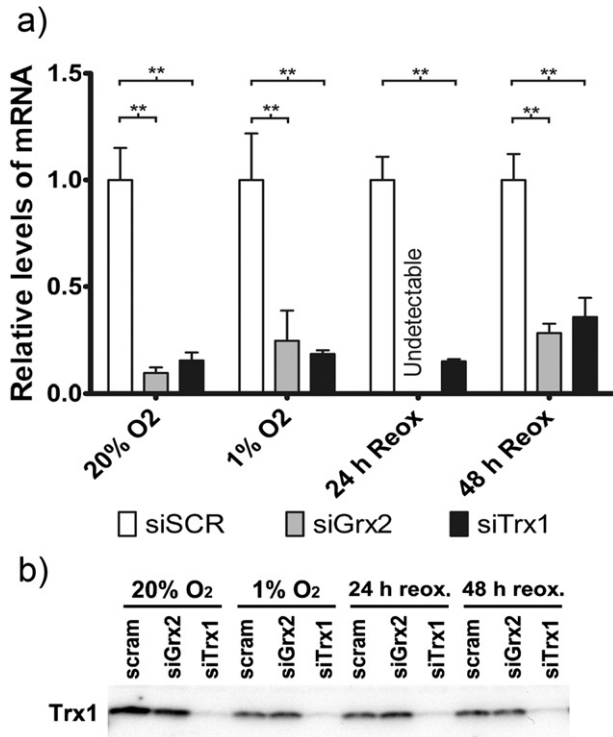 a)
Relative levels of mRNA
1.5
1.0
0.5
0.0
** ** ** ** ** ** **
Undetectable
20% O2
1% O2
24 h Reox
48 h Reox
siSCR siGrx2 siTrx1
b)
20% O2 1% O2 24 h reox. 48 h reox.
scram siGrx2 siTrx1 scram siGrx2 siTrx1 scram siGrx2 siTrx1 scram siGrx2 siTrx1
Trx1